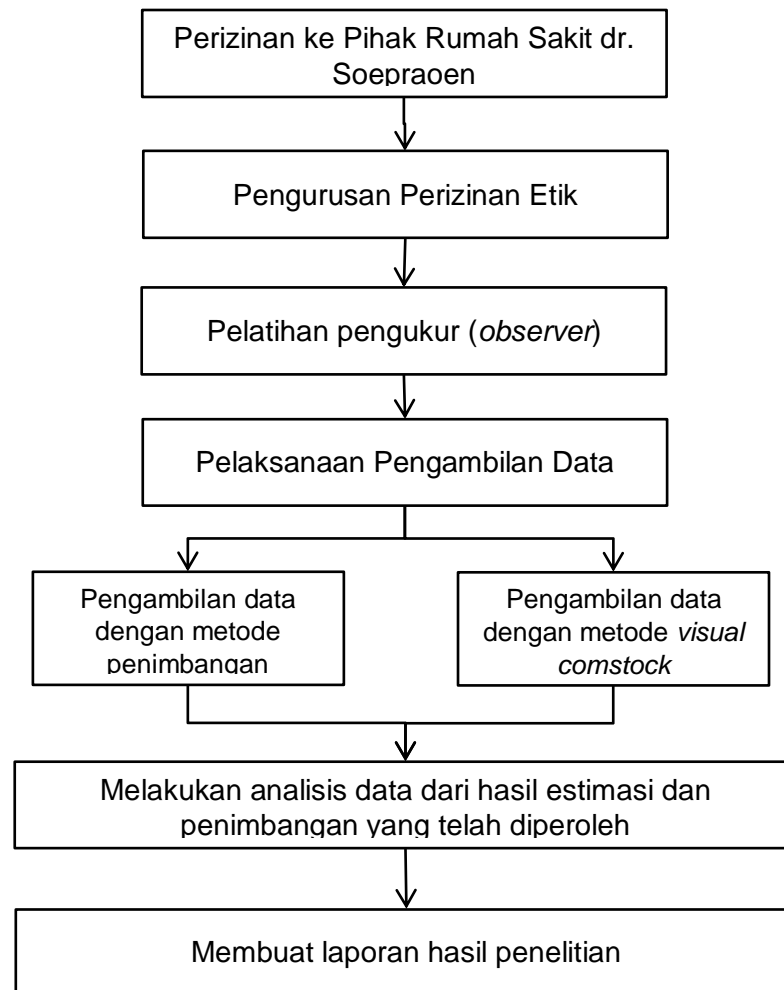 Perizinan ke Pihak Rumah Sakit dr.
Soepraoen
Pengurusan Perizinan Etik
Pelatihan pengukur (observer)
Pelaksanaan Pengambilan Data
Pengambilan data
dengan metode
penimbangan
Pengambilan data
dengan metode visual
comstock
Melakukan analisis data dari hasil estimasi dan
penimbangan yang telah diperoleh
Membuat laporan hasil penelitian